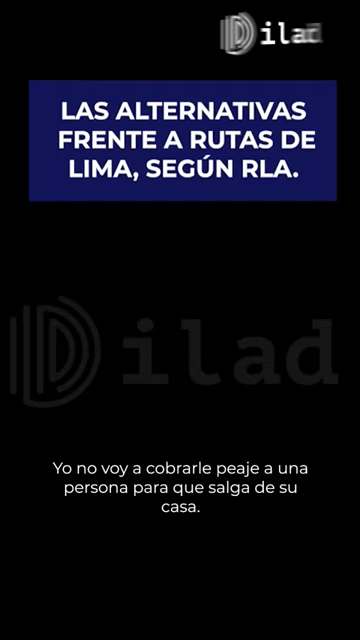 Dilad
LAS ALTERNATIVAS
FRENTE A RUTAS DE
LIMA, SEGÚN RLA.
Dilad
Yo no voy a cobrarle peaje a una
persona para que salga de su
casa.